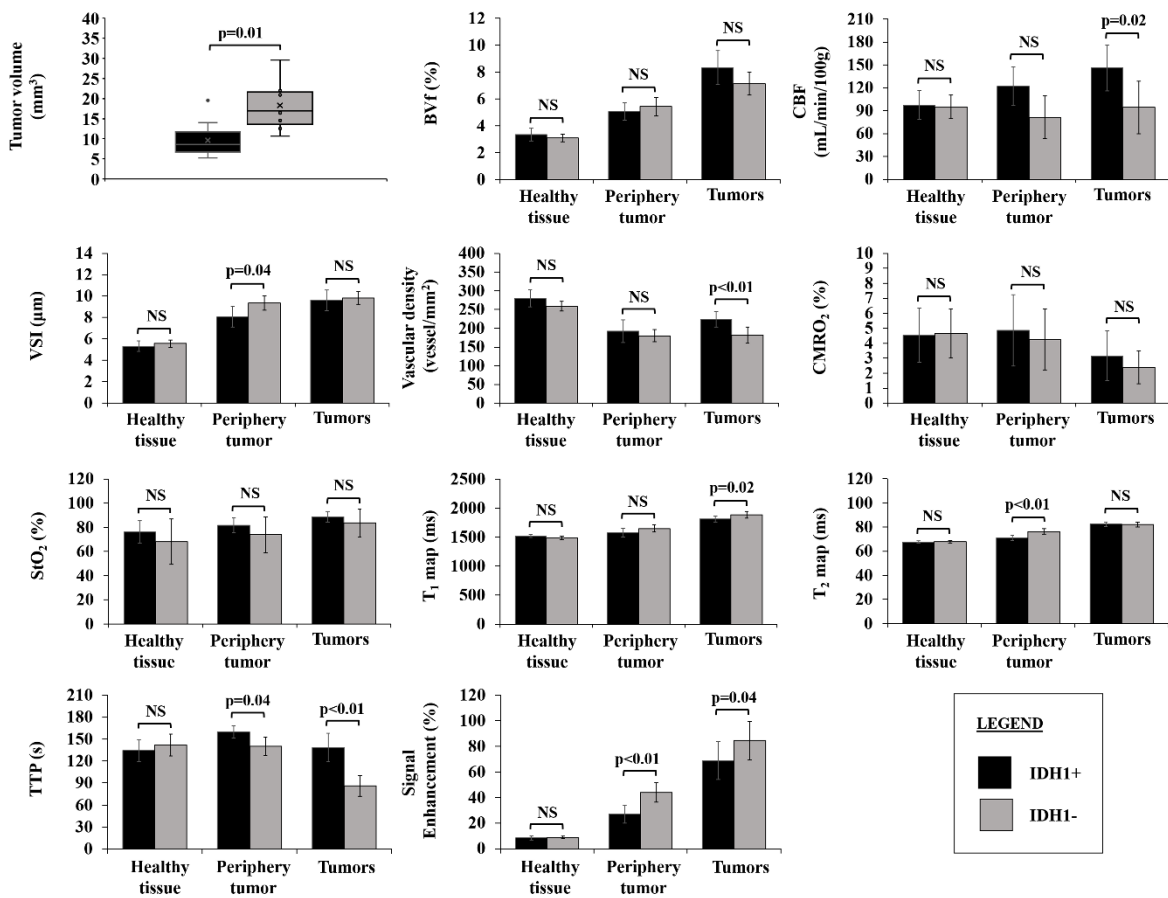 Tumor volume
(mm³)
40
35
30
25
20
15
10
5
0
p=0.01
BVf (%)
12
10
8
6
4
2
0
NS
NS
NS
Healthy
tissue
Periphery
tumor
Tumors
CBF
(mL/min/100g)
210
180
150
120
90
60
30
0
NS
NS
p=0.02
Healthy
tissue
Periphery
tumor
Tumors
VSI (µm)
14
12
10
8
6
4
2
0
NS
p=0.04
NS
Healthy
tissue
Periphery
tumor
Tumors
Vascular density
(vessel/mm²)
400
350
300
250
200
150
100
50
0
NS
NS
p<0.01
Healthy
tissue
Periphery
tumor
Tumors
CMRO₂ (%)
10
9
8
7
6
5
4
3
2
1
0
NS
NS
NS
Healthy
tissue
Periphery
tumor
Tumors
StO₂ (%)
120
100
80
60
40
20
0
NS
NS
NS
Healthy
tissue
Periphery
tumor
Tumors
T₁ map (ms)
2500
2000
1500
1000
500
0
NS
NS
p=0.02
Healthy
tissue
Periphery
tumor
Tumors
T₂ map (ms)
120
100
80
60
40
20
0
NS
p<0.01
NS
Healthy
tissue
Periphery
tumor
Tumors
TTP (s)
210
180
150
120
90
60
30
0
NS
p=0.04
p<0.01
Healthy
tissue
Periphery
tumor
Tumors
Signal
Enhancement (%)
120
100
80
60
40
20
0
NS
p<0.01
p=0.04
Healthy
tissue
Periphery
tumor
Tumors
LEGEND
IDH1+
IDH1-